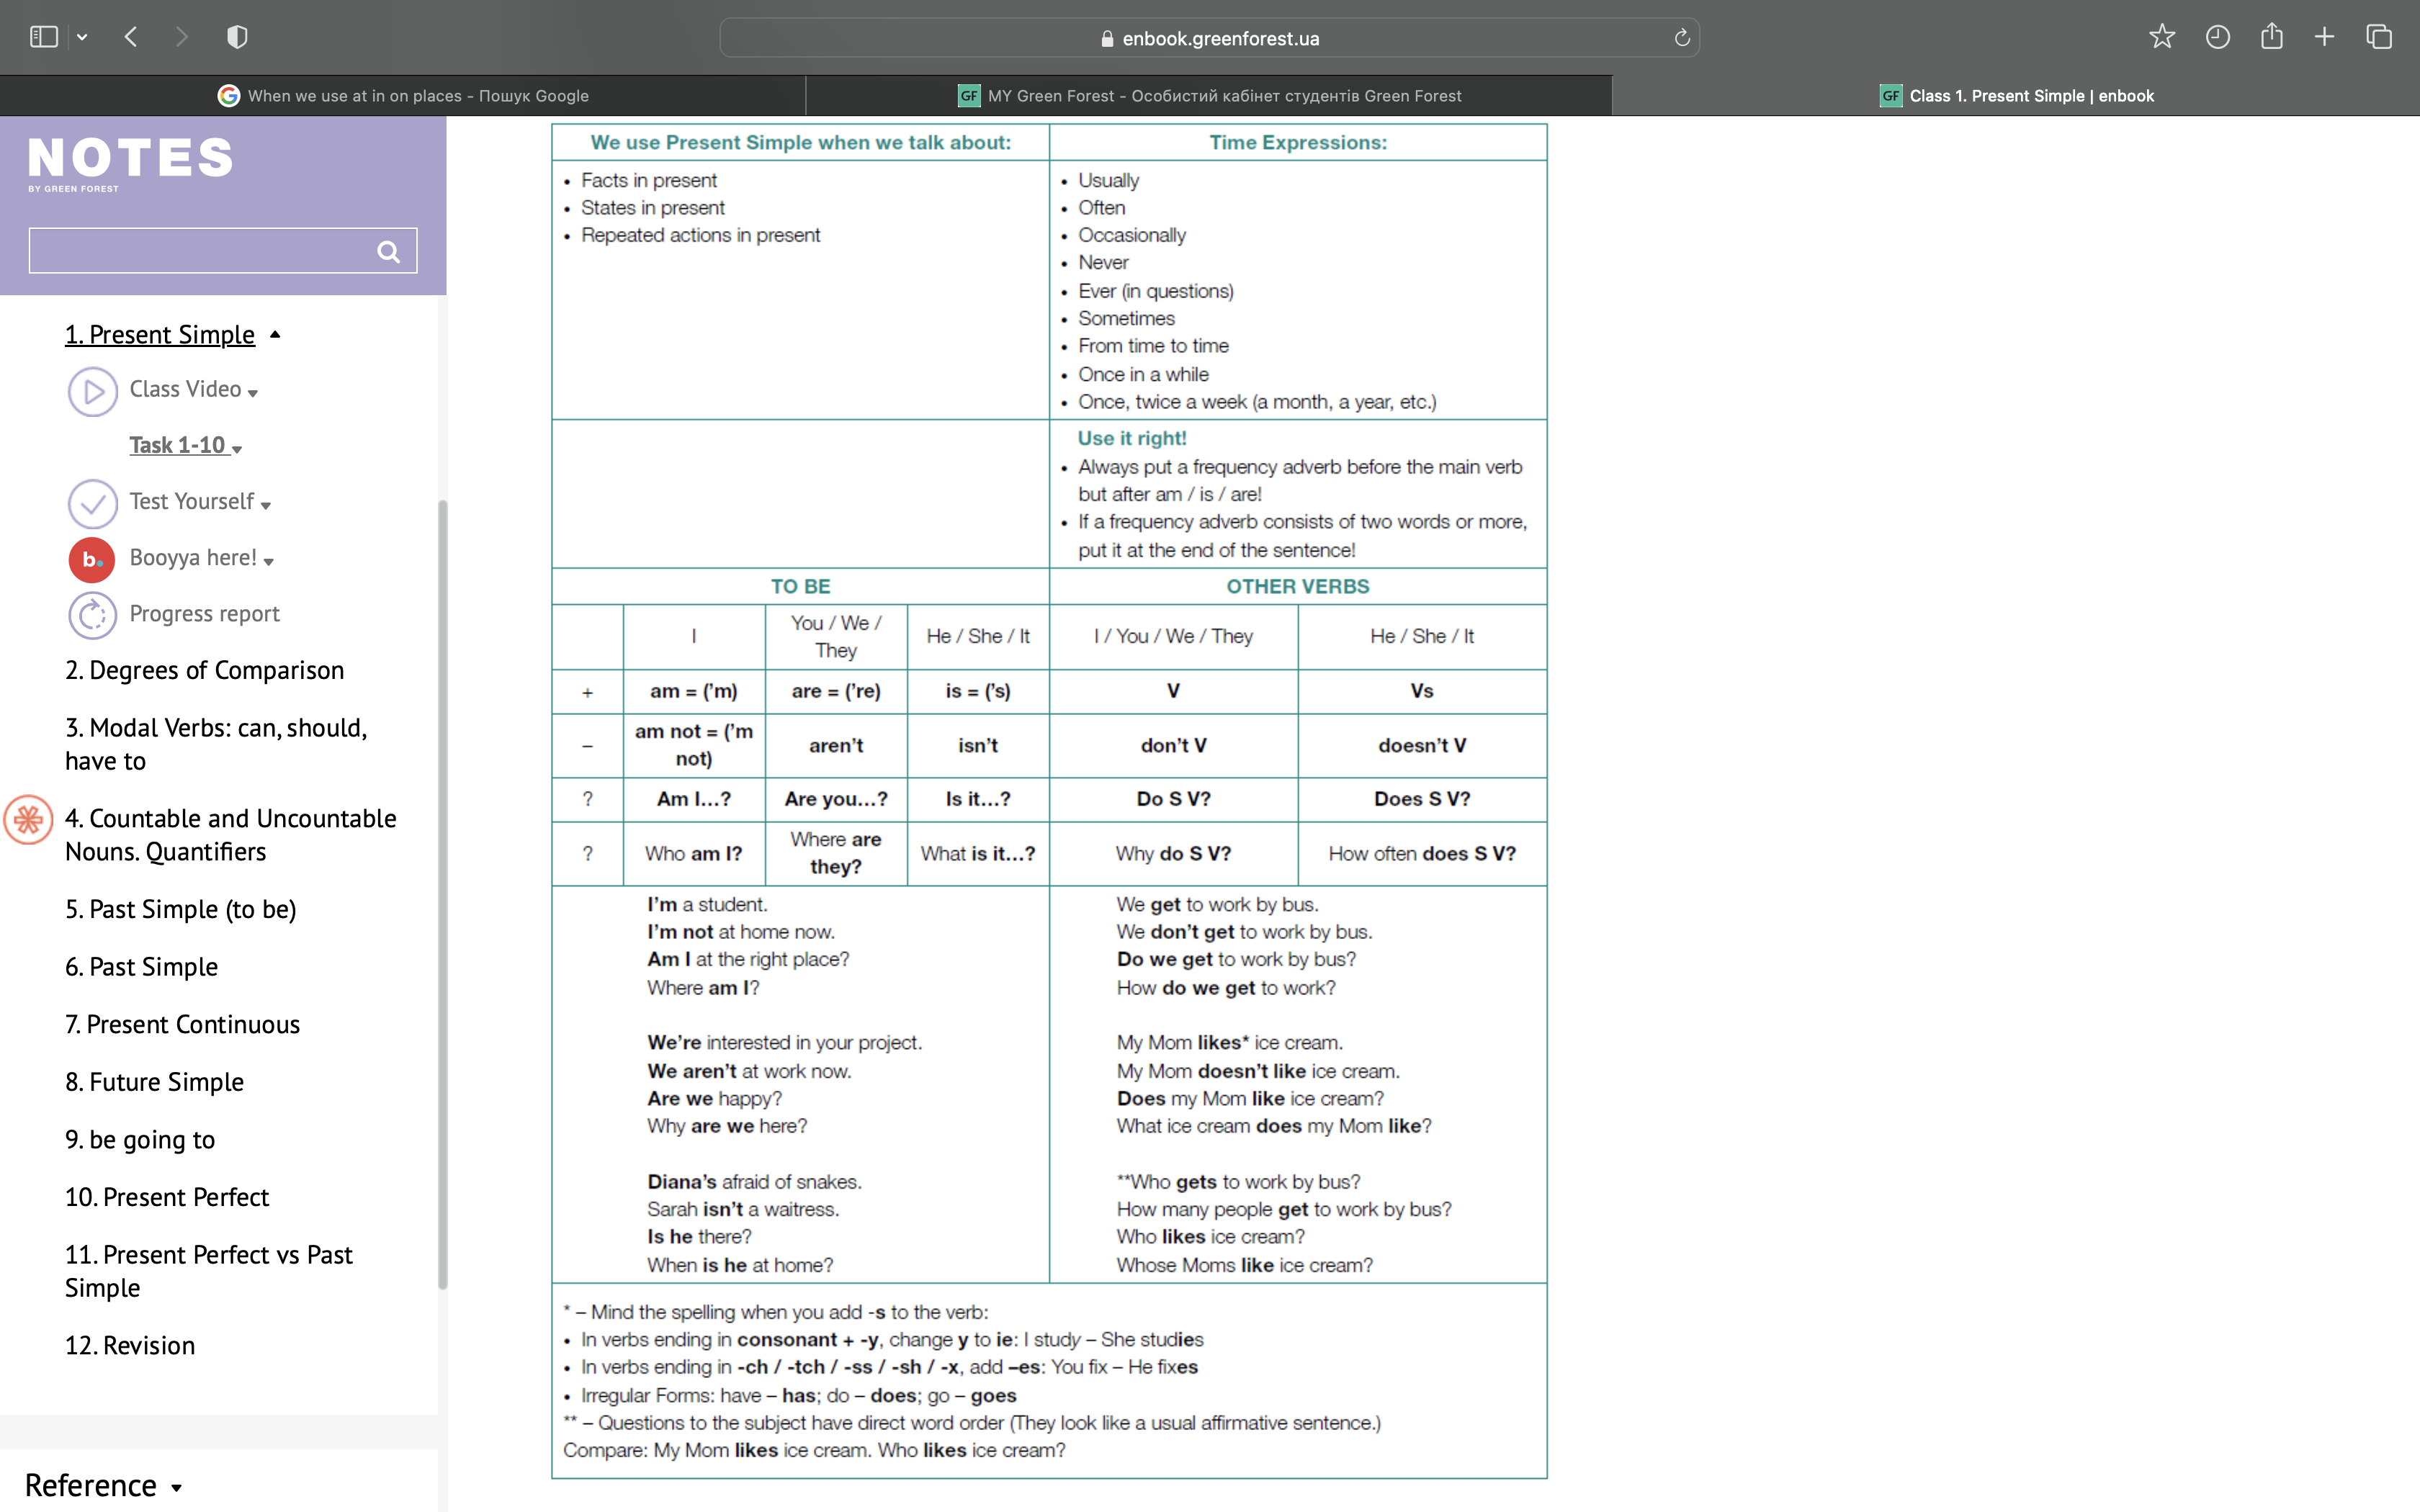 enbook.greenforest.ua
When we use at in on places - Пошук Google
GF MY Green Forest - Особистий кабінет студентів Green Forest
GF Class 1. Present Simple | enbook
NOTES
BY GREEN FOREST
1. Present Simple
Class Video
Task 1-10
Test Yourself
b. Booyya here!
Progress report
2. Degrees of Comparison
3. Modal Verbs: can, should,
have to
4. Countable and Uncountable
Nouns. Quantifiers
5. Past Simple (to be)
6. Past Simple
7. Present Continuous
8. Future Simple
9. be going to
10. Present Perfect
11. Present Perfect vs Past
Simple
12. Revision
Reference
We use Present Simple when we talk about:
• Facts in present
• States in present
• Repeated actions in present
Time Expressions:
• Usually
• Often
• Occasionally
• Never
• Ever (in questions)
• Sometimes
• From time to time
• Once in a while
• Once, twice a week (a month, a year, etc.)
Use it right!
• Always put a frequency adverb before the main verb
but after am / is / are!
• If a frequency adverb consists of two words or more,
put it at the end of the sentence!
TO BE OTHER VERBS
I You / We / They He / She / It I / You / We / They He / She / It
+ am = (’m) are = (’re) is = (’s) V Vs
– am not = (’m not) aren’t isn’t don’t V doesn’t V
? Am I...? Are you...? Is it...? Do S V? Does S V?
? Who am I? Where are they? What is it...? Why do S V? How often does S V?
I’m a student.
I’m not at home now.
Am I at the right place?
Where am I?
We’re interested in your project.
We aren’t at work now.
Are we happy?
Why are we here?
Diana’s afraid of snakes.
Sarah isn’t a waitress.
Is he there?
When is he at home?
We get to work by bus.
We don’t get to work by bus.
Do we get to work by bus?
How do we get to work?
My Mom likes* ice cream.
My Mom doesn’t like ice cream.
Does my Mom like ice cream?
What ice cream does my Mom like?
**Who gets to work by bus?
How many people get to work by bus?
Who likes ice cream?
Whose Moms like ice cream?
* – Mind the spelling when you add -s to the verb:
• In verbs ending in consonant + -y, change y to ie: I study – She studies
• In verbs ending in -ch / -tch / -ss / -sh / -x, add –es: You fix – He fixes
• Irregular Forms: have – has; do – does; go – goes
** – Questions to the subject have direct word order (They look like a usual affirmative sentence.)
Compare: My Mom likes ice cream. Who likes ice cream?